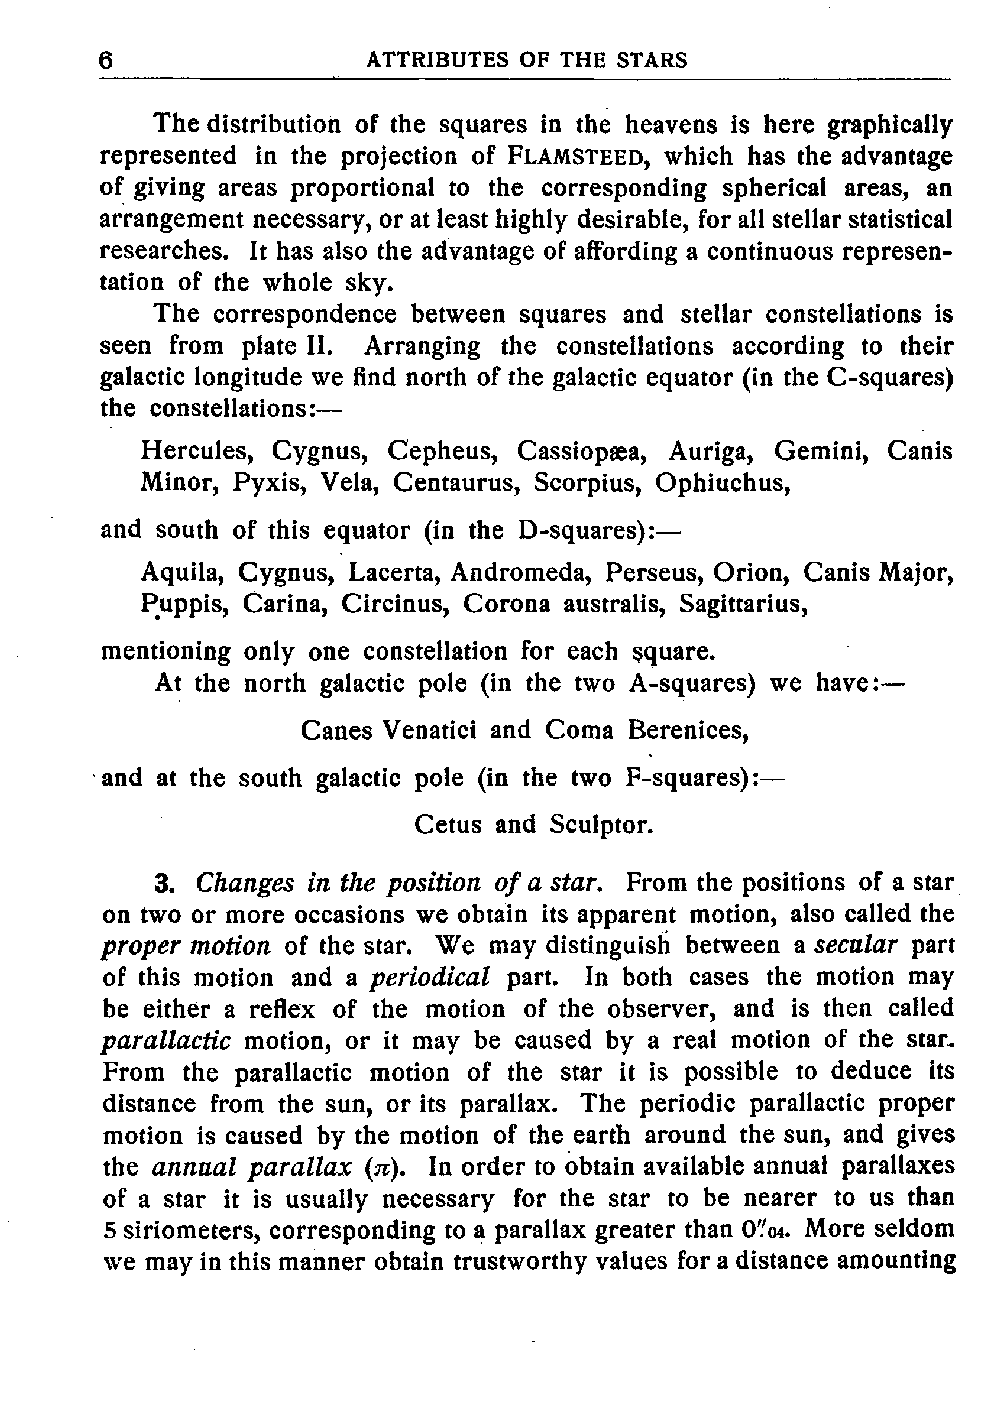 6 ATTRIBUTES OF THE STARS
The distribution of the squares in the heavens is here graphically
represented in the projection of FLAMSTEED, which has the advantage
of giving areas proportional to the corresponding spherical areas, an
arrangement necessary, or at least highly desirable, for all stellar statistical
researches. It has also the advantage of affording a continuous represen-
tation of the whole sky.
The correspondence between squares and stellar constellations is
seen from plate II. Arranging the constellations according to their
galactic longitude we find north of the galactic equator (in the C-squares)
the constellations:—
Hercules, Cygnus, Cepheus, Cassiopæa, Auriga, Gemini, Canis
Minor, Pyxis, Vela, Centaurus, Scorpius, Ophiuchus,
and south of this equator (in the D-squares):—
Aquila, Cygnus, Lacerta, Andromeda, Perseus, Orion, Canis Major,
Puppis, Carina, Circinus, Corona australis, Sagittarius,
mentioning only one constellation for each square.
At the north galactic pole (in the two A-squares) we have:—
Canes Venatici and Coma Berenices,
and at the south galactic pole (in the two F-squares):—
Cetus and Sculptor.
3. Changes in the position of a star. From the positions of a star
on two or more occasions we obtain its apparent motion, also called the
proper motion of the star. We may distinguish between a secular part
of this motion and a periodical part. In both cases the motion may
be either a reflex of the motion of the observer, and is then called
parallactic motion, or it may be caused by a real motion of the star.
From the parallactic motion of the star it is possible to deduce its
distance from the sun, or its parallax. The periodic parallactic proper
motion is caused by the motion of the earth around the sun, and gives
the annual parallax (π). In order to obtain available annual parallaxes
of a star it is usually necessary for the star to be nearer to us than
5 siriometers, corresponding to a parallax greater than 0″.04. More seldom
we may in this manner obtain trustworthy values for a distance amounting